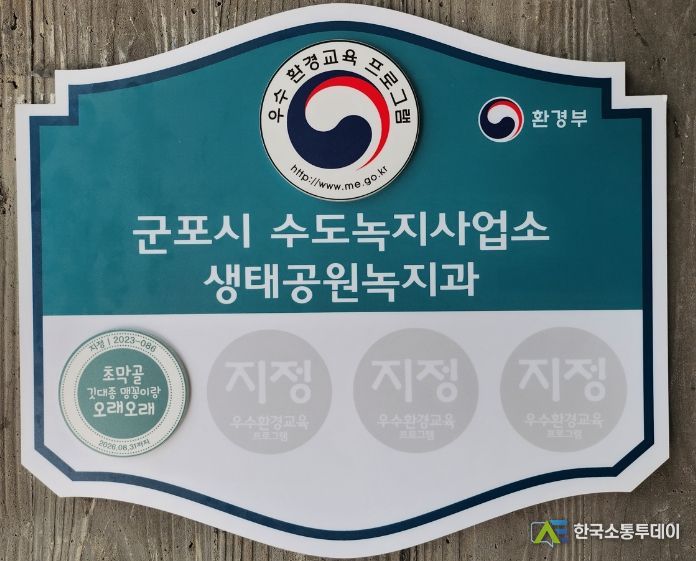 우수 환경교육 프로그램
http://www.me.go.kr
환경부
군포시 수도녹지사업소
생태공원녹지과
지정 | 2023-086
초막골
깃대종 맹꽁이랑
오래오래
2026.08.31까지
지정
우수환경교육
프로그램
지정
우수환경교육
프로그램
지정
우수환경교육
프로그램
한국소통투데이